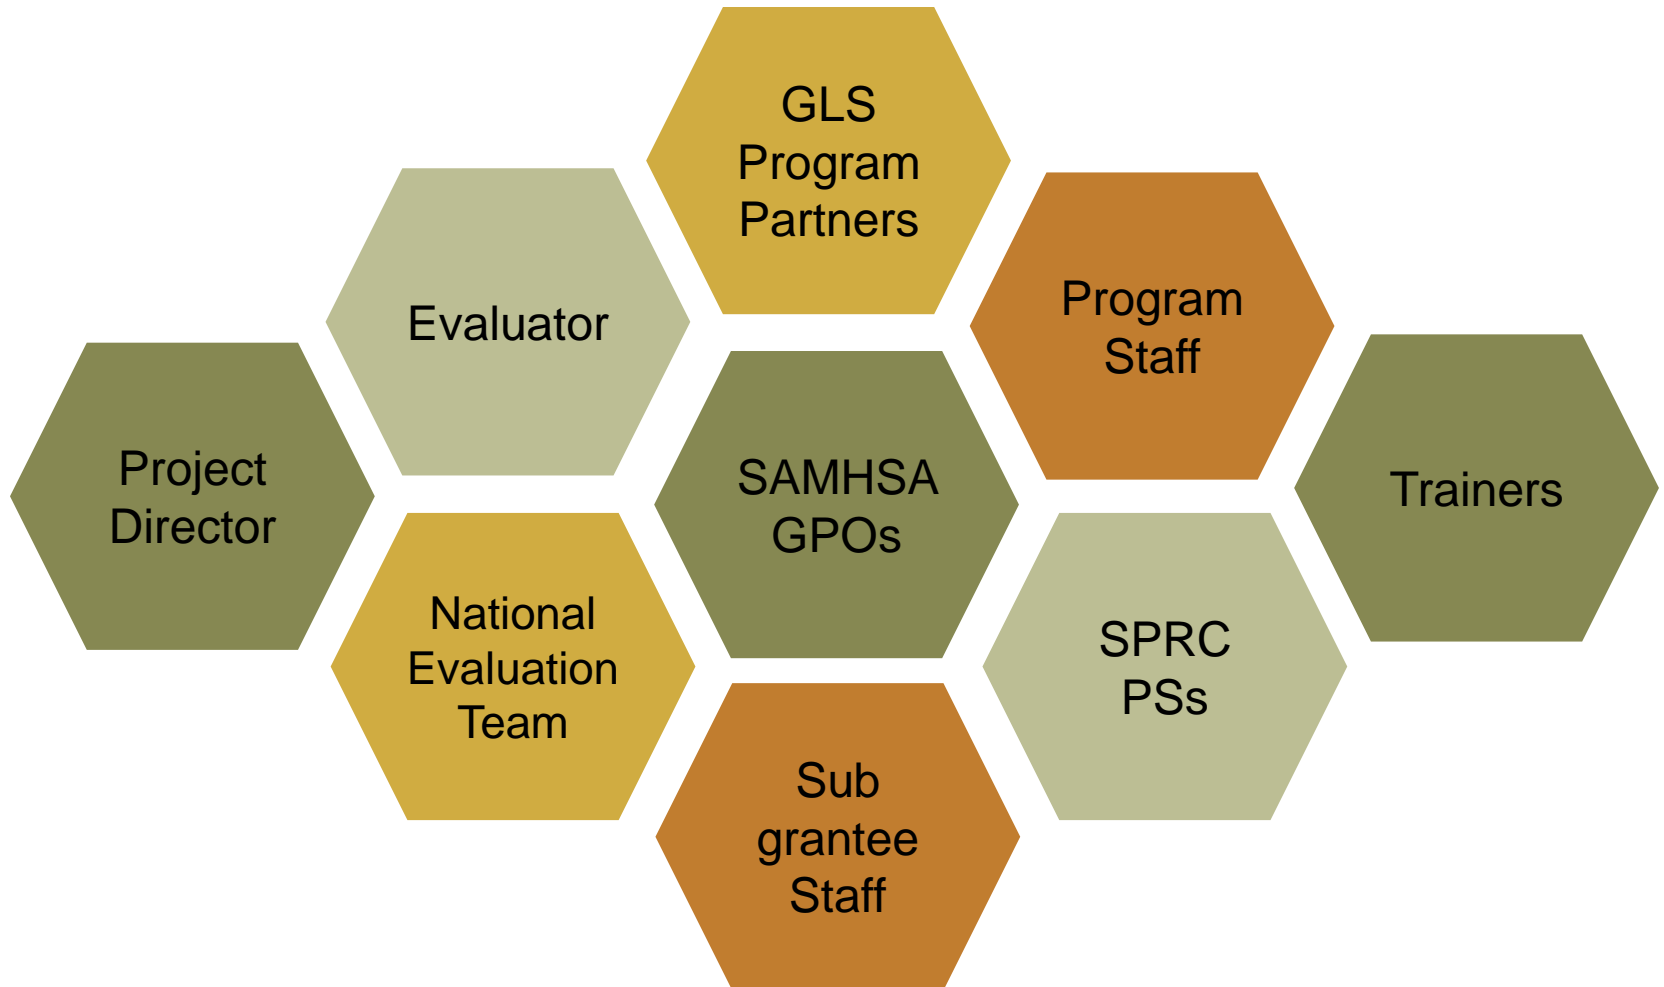 GLS
Program
Partners
Evaluator
Program
Staff
Project
Director
SAMHSA
GPOs
Trainers
National
Evaluation
Team
SPRC
PSs
Sub
grantee
Staff